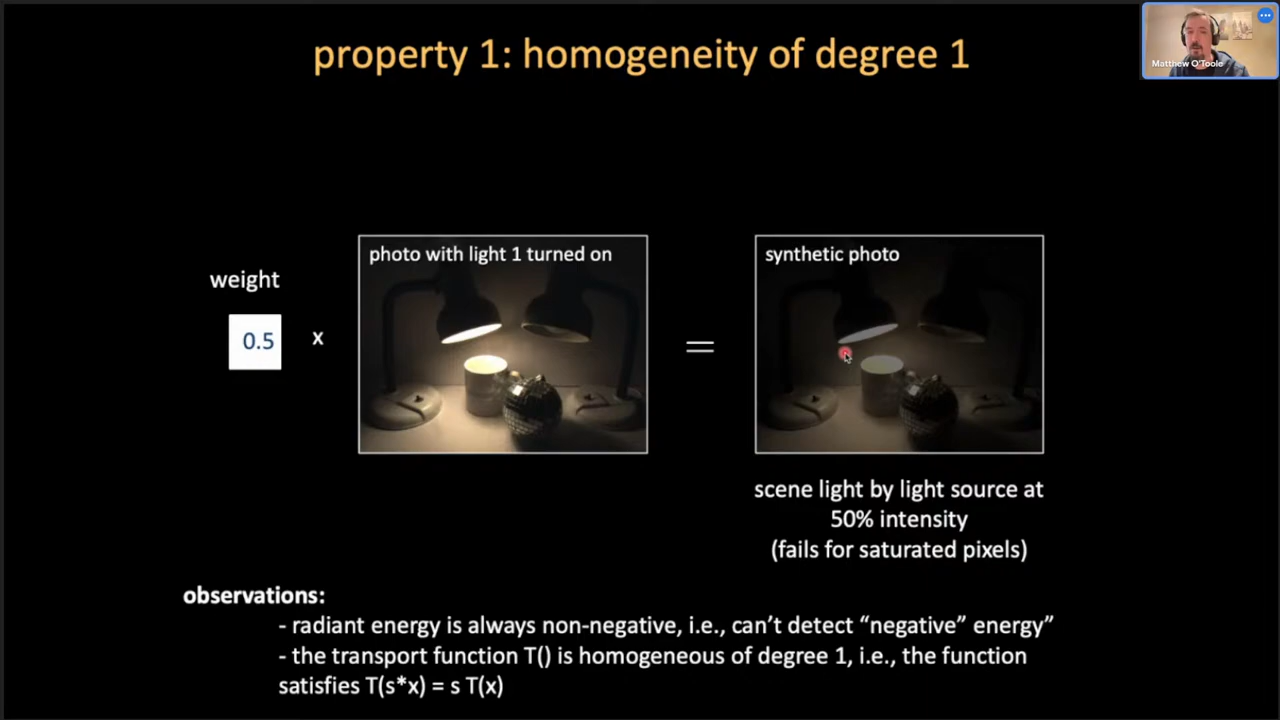 property 1: homogeneity of degree 1
Matthew O'Toole
weight
0.5
x
photo with light 1 turned on
=
synthetic photo
scene light by light source at
50% intensity
(fails for saturated pixels)
observations:
- radiant energy is always non-negative, i.e., can't detect “negative” energy”
- the transport function T() is homogeneous of degree 1, i.e., the function
satisfies T(s*x) = s T(x)